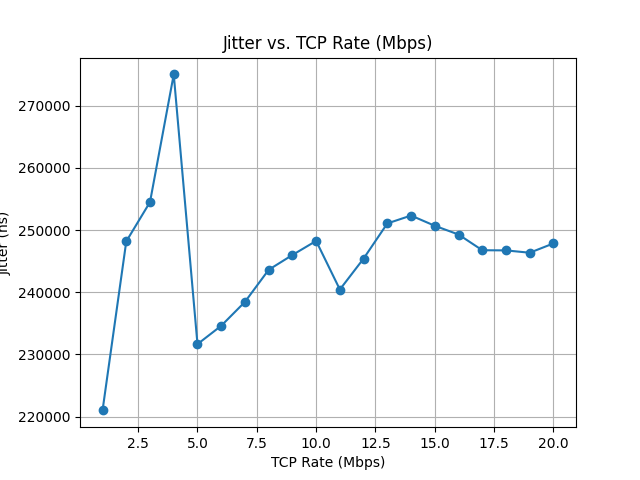 Jitter vs. TCP Rate (Mbps)
270000
260000
250000
240000
230000
220000
Jitter (ns)
2.5 5.0 7.5 10.0 12.5 15.0 17.5 20.0
TCP Rate (Mbps)